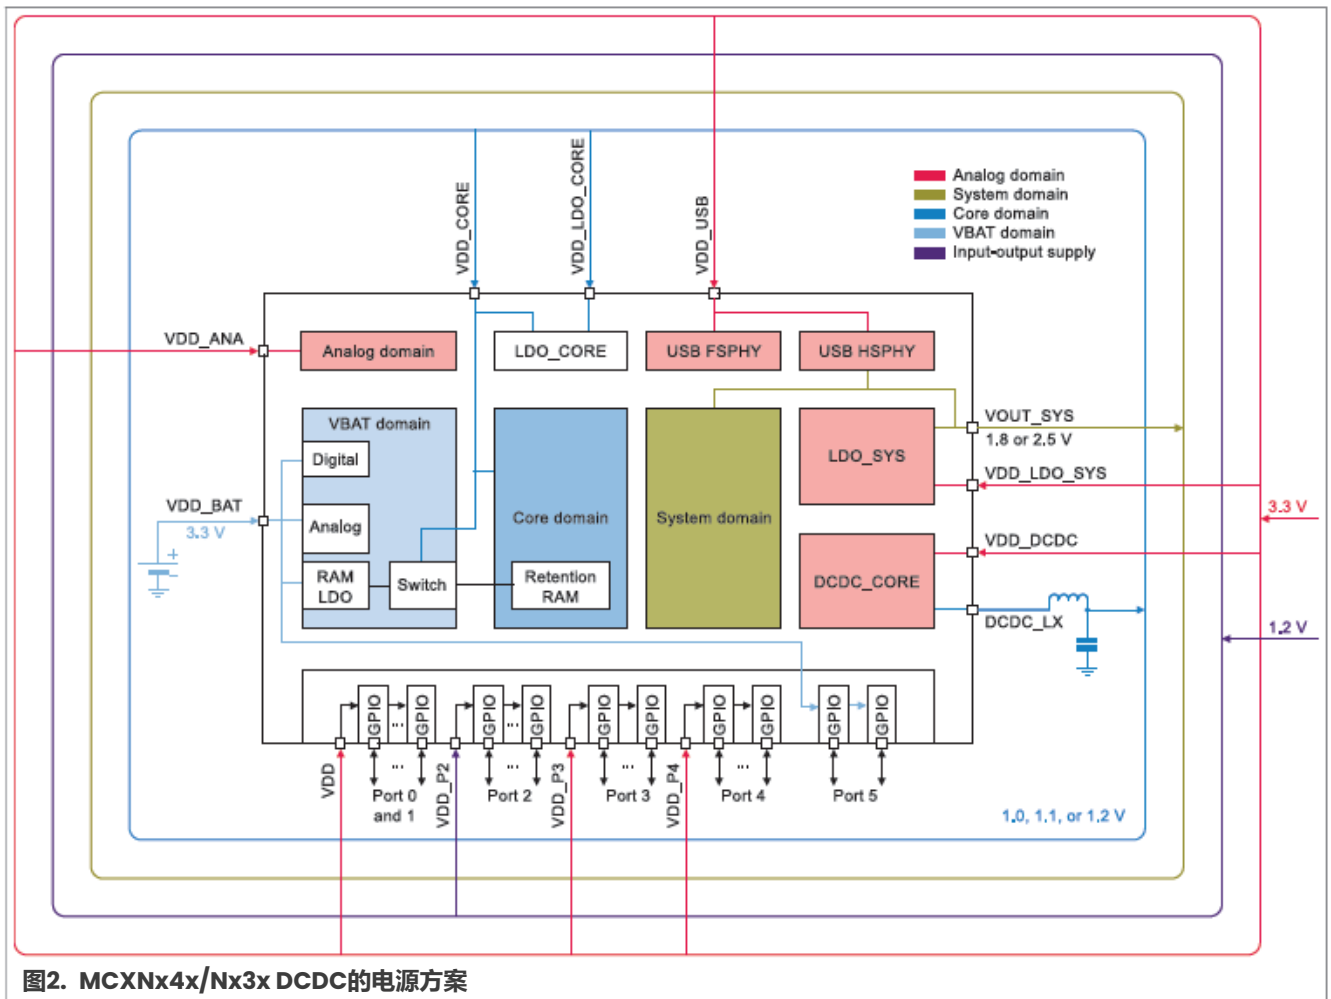 Analog domain
System domain
Core domain
VBAT domain
Input-output supply
VDD_CORE
VDD_LDO_CORE
VDD_USB
VDD_ANA
Analog domain
LDO_CORE
USB FSPHY
USB HSPHY
VBAT domain
Digital
Analog
RAM
LDO
Switch
Core domain
Retention
RAM
System domain
LDO_SYS
DCDC_CORE
VDD_BAT
3.3 V
+
-
VOUT_SYS
1.8 or 2.5 V
VDD_LDO_SYS
VDD_DCDC
DCDC_LX
3.3 V
1.2 V
GPIO
...
GPIO
GPIO
...
GPIO
GPIO
GPIO
GPIO
GPIO
GPIO
GPIO
VDD
...
Port 0
and 1
VDD_P2
...
Port 2
VDD_P3
...
Port 3
VDD_P4
...
Port 4
Port 5
1.0, 1.1, or 1.2 V
图2. MCXNx4x/Nx3x DCDC的电源方案